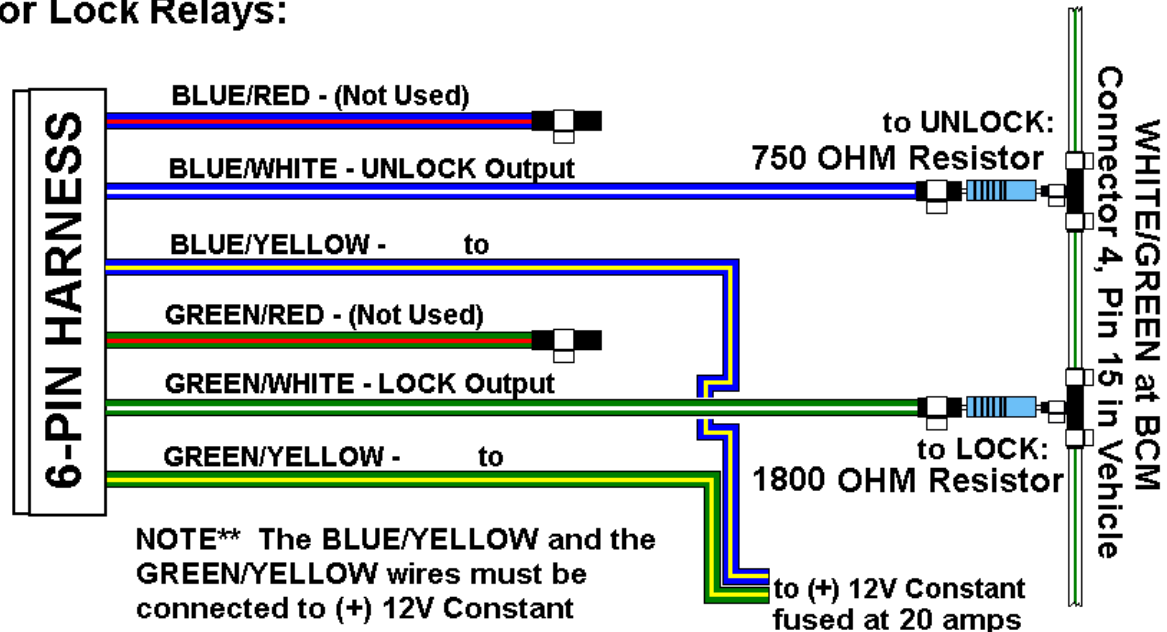 or Lock Relays:
6-PIN HARNESS
BLUE/RED - (Not Used)
BLUE/WHITE - UNLOCK Output
BLUE/YELLOW - to
GREEN/RED - (Not Used)
GREEN/WHITE - LOCK Output
GREEN/YELLOW - to
to UNLOCK:
750 OHM Resistor
to LOCK:
1800 OHM Resistor
WHITE/GREEN at BCM
Connector 4, Pin 15 in Vehicle
NOTE** The BLUE/YELLOW and the
GREEN/YELLOW wires must be
connected to (+) 12V Constant
to (+) 12V Constant
fused at 20 amps